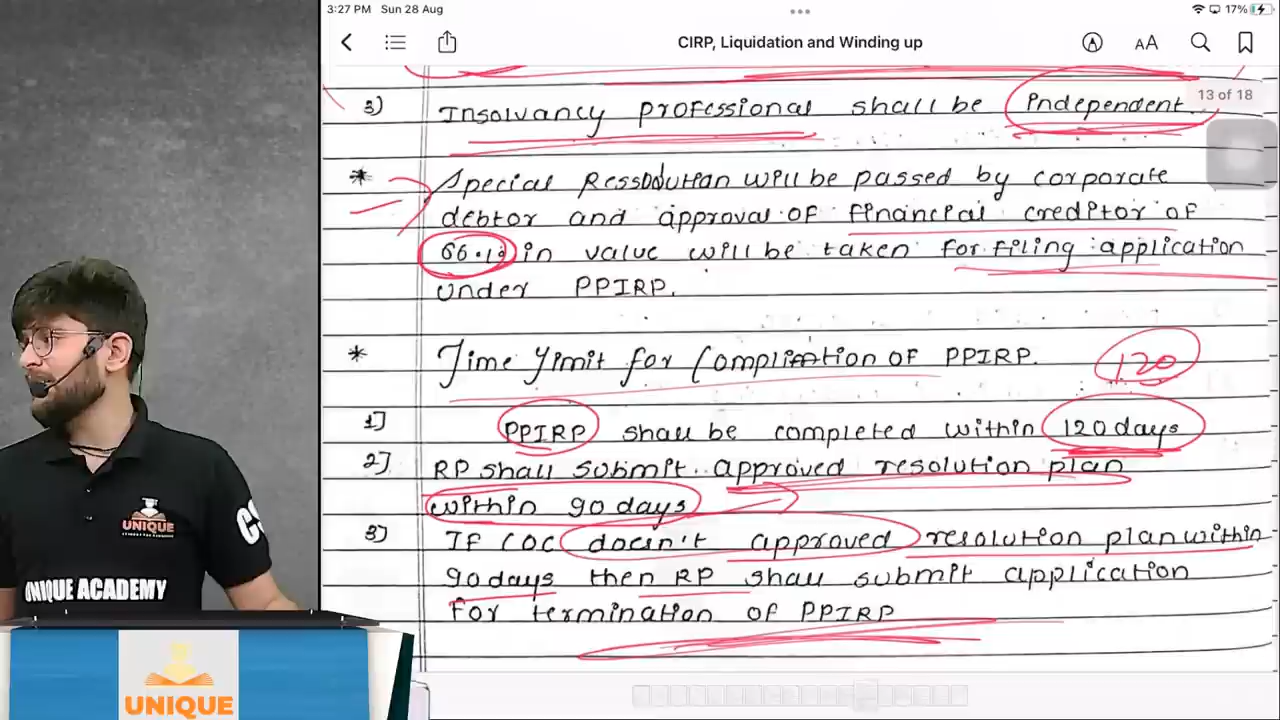 3:27 PM Sun 28 Aug
17%
CIRP, Liquidation and Winding up
AA
13 of 18
3) Insolvancy professional shall be independent
* Special Ressolution will be passed by corporate
debtor and approval of financial creditor of
66.1% in value will be taken for filing application
under PPIRP.
* Time limit for Complication of PPIRP.
120
1] PPIRP shall be completed within 120 days
2] RP shall submit approved resolution plan
within 90 days
3) If COC doesn't approved resolution plan within
90 days then RP shall submit application
for termination of PPIRP
UNIQUE
CS
UNIQUE ACADEMY
UNIQUE